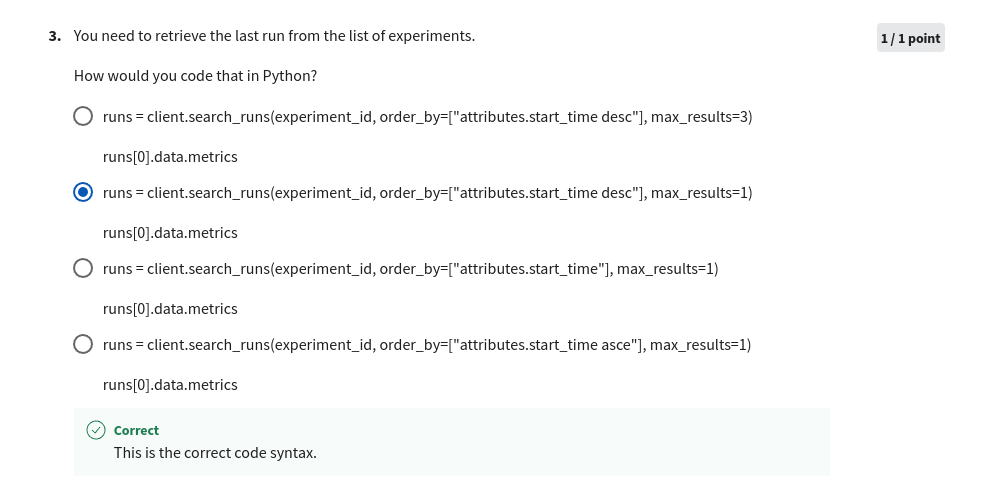 3. You need to retrieve the last run from the list of experiments.
1 / 1 point
How would you code that in Python?
runs = client.search_runs(experiment_id, order_by=["attributes.start_time desc"], max_results=3)
runs[0].data.metrics
runs = client.search_runs(experiment_id, order_by=["attributes.start_time desc"], max_results=1)
runs[0].data.metrics
runs = client.search_runs(experiment_id, order_by=["attributes.start_time"], max_results=1)
runs[0].data.metrics
runs = client.search_runs(experiment_id, order_by=["attributes.start_time asce"], max_results=1)
runs[0].data.metrics
Correct
This is the correct code syntax.